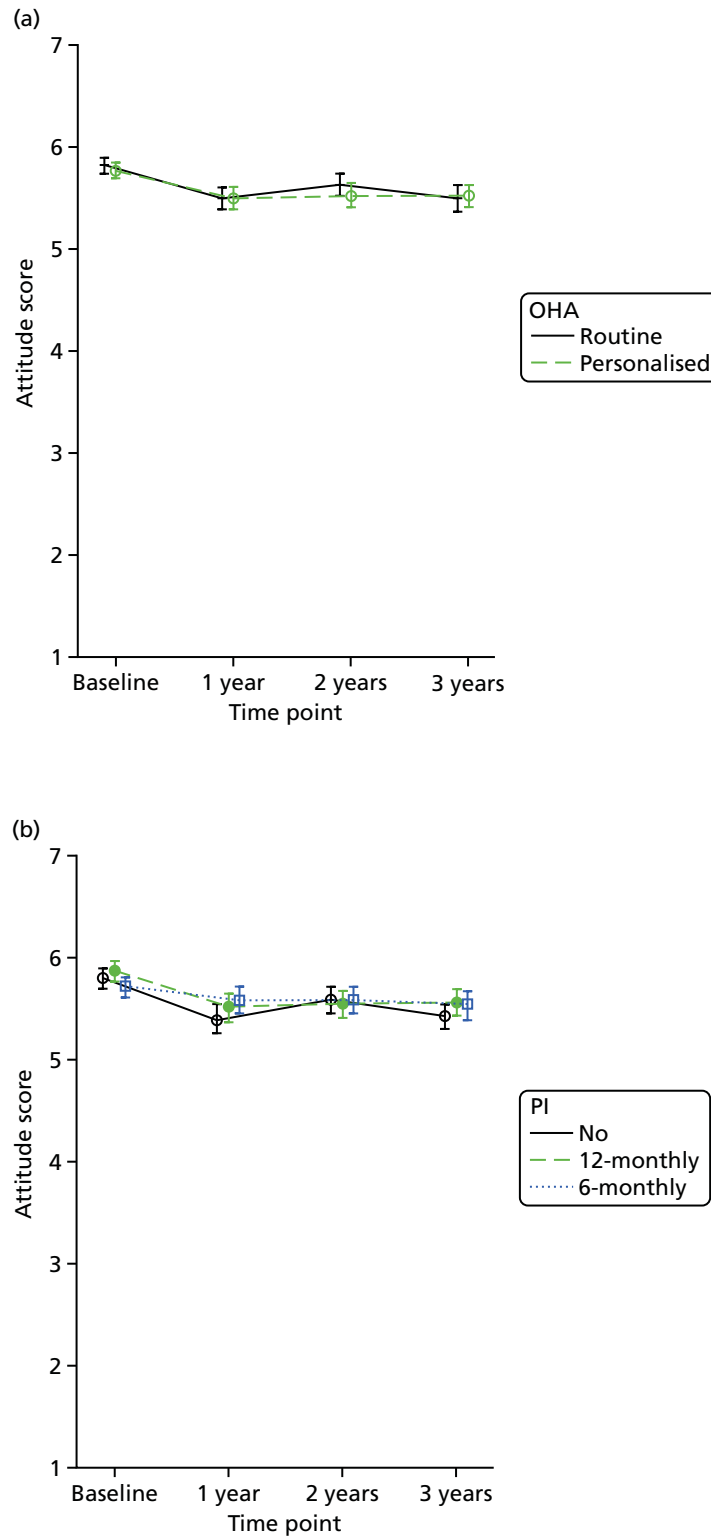 (a)
7
6
5
4
3
2
1
Attitude score
Baseline 1 year 2 years 3 years
Time point
OHA
Routine
Personalised
(b)
7
6
5
4
3
2
1
Attitude score
Baseline 1 year 2 years 3 years
Time point
PI
No
12-monthly
6-monthly